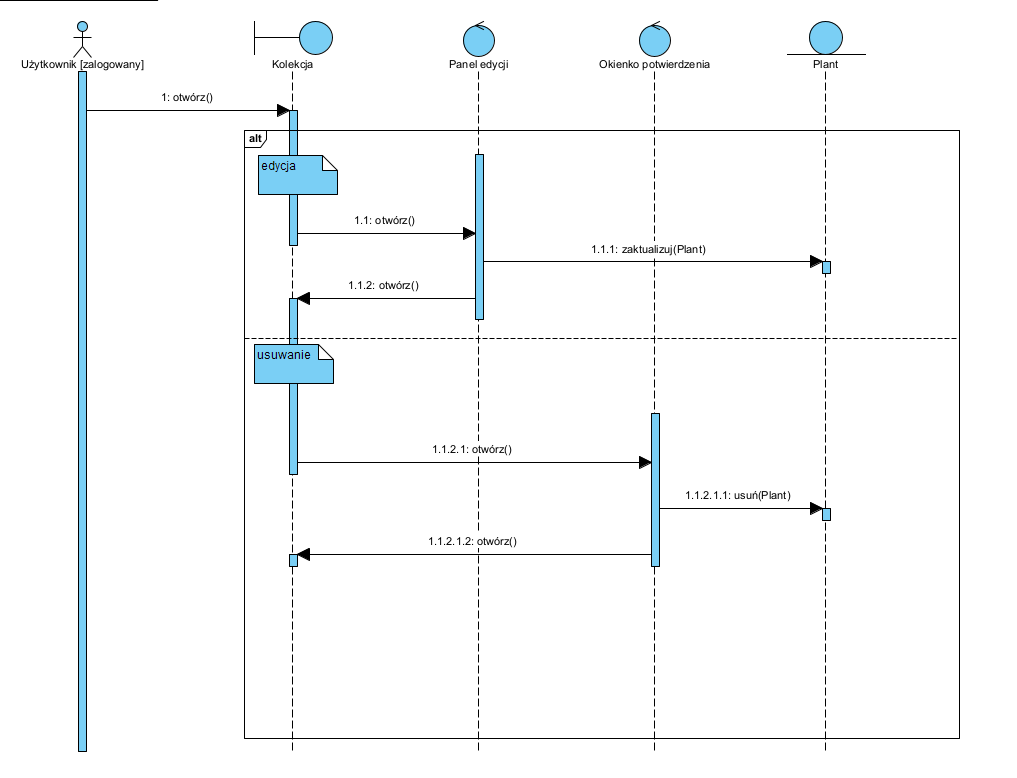 Użytkownik [zalogowany]
Kolekcja
Panel edycji
Okienko potwierdzenia
Plant
1: otwórz()
alt
edycja
1.1: otwórz()
1.1.1: zaktualizuj(Plant)
1.1.2: otwórz()
usuwanie
1.1.2.1: otwórz()
1.1.2.1.1: usuń(Plant)
1.1.2.1.2: otwórz()